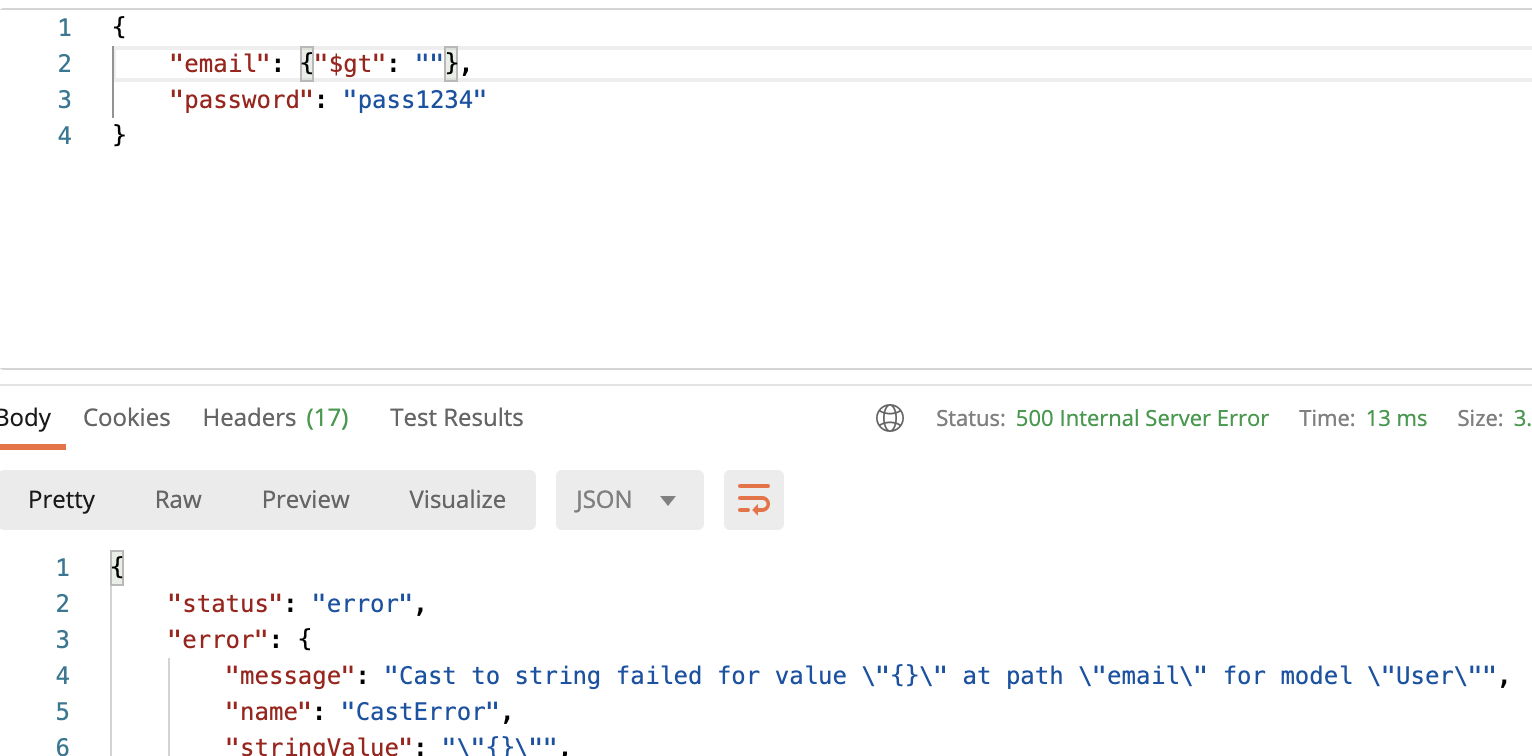 1 {
2 "email": {"$gt": ""},
3 "password": "pass1234"
4 }
Body Cookies Headers (17) Test Results Status: 500 Internal Server Error Time: 13 ms Size: 3.
Pretty Raw Preview Visualize JSON
1 {
2 "status": "error",
3 "error": {
4 "message": "Cast to string failed for value \"{}\" at path \"email\" for model \"User\"",
5 "name": "CastError",
6 "stringValue": "\"{}\"",